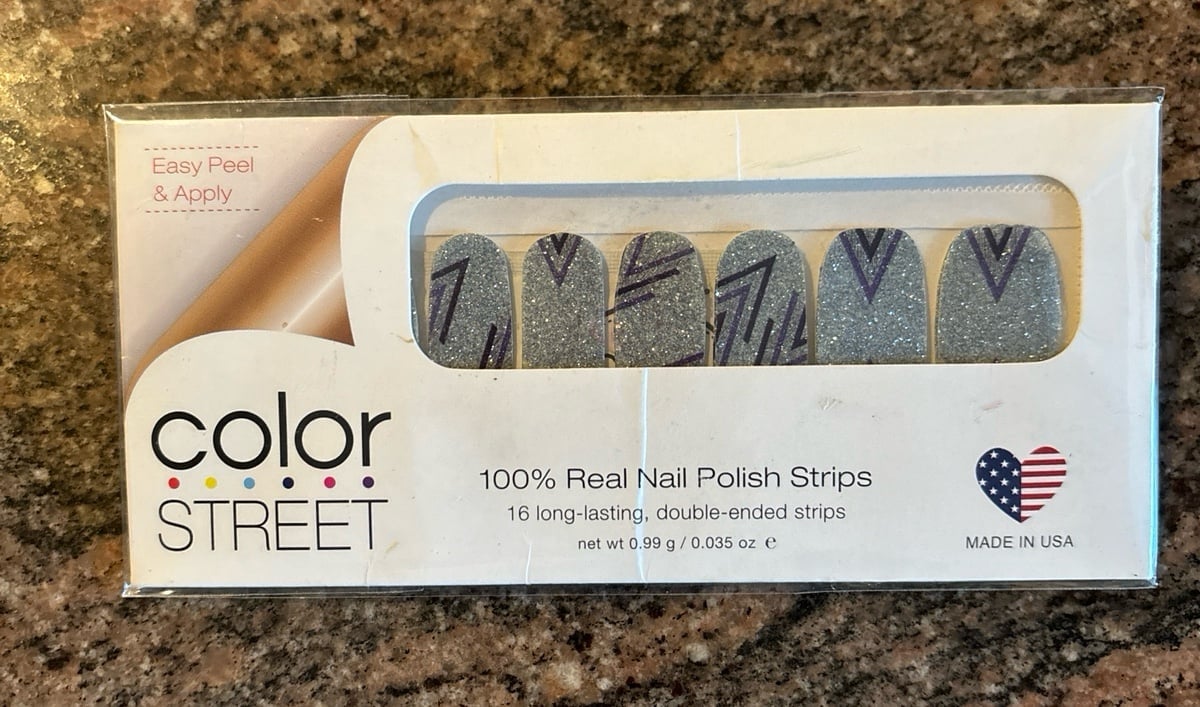 Easy Peel
& Apply
color
STREET
100% Real Nail Polish Strips
16 long-lasting, double-ended strips
net wt 0.99 g / 0.035 oz ℮
MADE IN USA